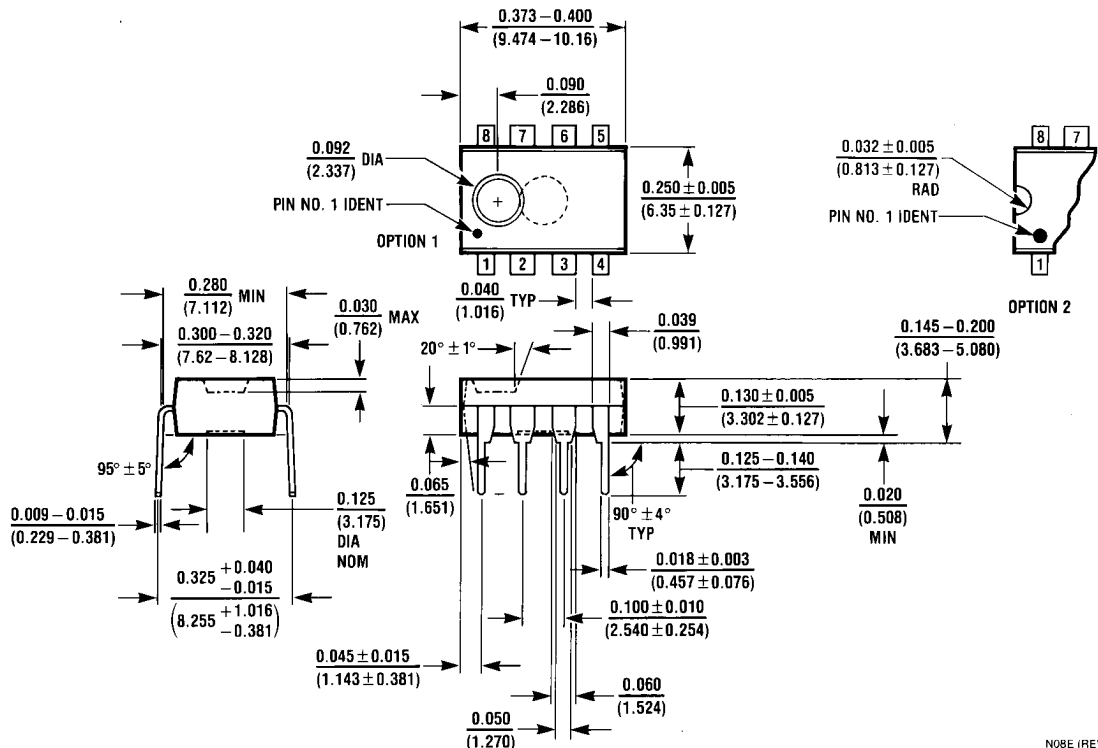 0.373 – 0.400
(9.474 – 10.16)
0.090
(2.286)
8 7 6 5
0.092 DIA
(2.337)
PIN NO. 1 IDENT
OPTION 1
1 2 3 4
0.250 ± 0.005
(6.35 ± 0.127)
0.032 ± 0.005
(0.813 ± 0.127)
RAD
PIN NO. 1 IDENT
8 7
1
OPTION 2
0.280 MIN
(7.112)
0.300 – 0.320
(7.62 – 8.128)
0.030 MAX
(0.762)
0.040 TYP
(1.016)
0.039
(0.991)
20° ± 1°
0.145 – 0.200
(3.683 – 5.080)
0.130 ± 0.005
(3.302 ± 0.127)
0.125 – 0.140
(3.175 – 3.556)
0.020
(0.508)
MIN
95° ± 5°
0.065
(1.651)
90° ± 4°
TYP
0.009 – 0.015
(0.229 – 0.381)
0.125
(3.175)
DIA
NOM
0.018 ± 0.003
(0.457 ± 0.076)
0.325 +0.040
-0.015
(8.255 +1.016
-0.381)
0.100 ± 0.010
(2.540 ± 0.254)
0.045 ± 0.015
(1.143 ± 0.381)
0.060
(1.524)
0.050
(1.270)
N08E